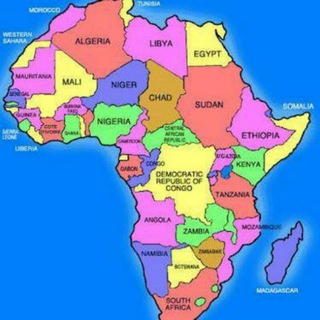 MOROCCO
TUNISIA
ALGERIA
LIBYA
EGYPT
WESTERN
SAHARA
MAURITANIA
MALI
NIGER
CHAD
SUDAN
SOMALIA
SENEGAL
GUINEA
BURKINA
FASO
SIERRA
LEONE
COTE
D'IVOIRE
GHANA
NIGERIA
LIBERIA
CAMEROON
CENTRAL
AFRICAN
REPUBLIC
ETHIOPIA
GABON
CONGO
UGANDA
KENYA
DEMOCRATIC
REPUBLIC OF
CONGO
TANZANIA
ANGOLA
ZAMBIA
MOZAMBIQUE
NAMIBIA
ZIMBABWE
BOTSWANA
MADAGASCAR
SOUTH
AFRICA